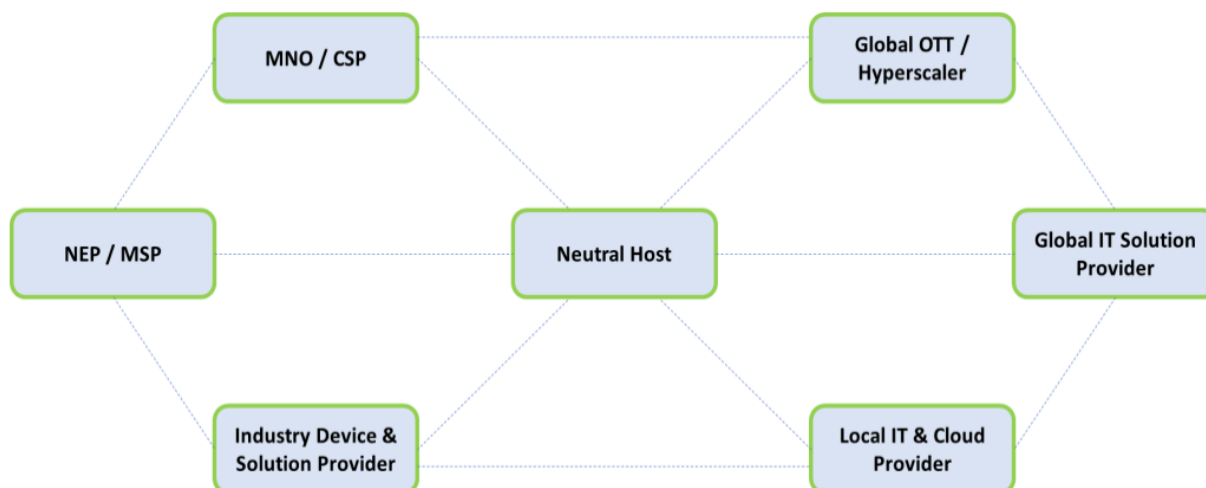 MNO / CSP
Global OTT /
Hyperscaler
NEP / MSP
Neutral Host
Global IT Solution
Provider
Industry Device &
Solution Provider
Local IT & Cloud
Provider